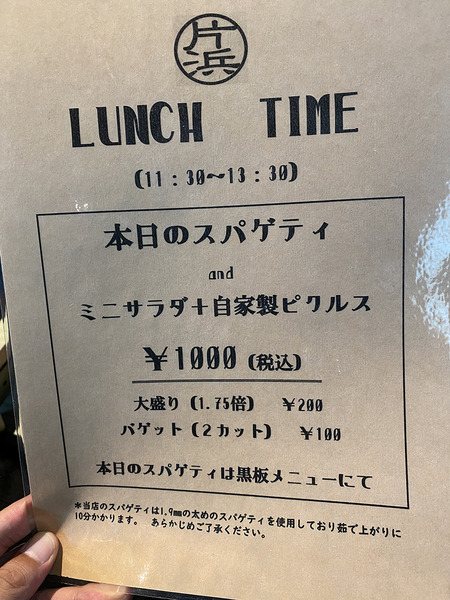 片浜
LUNCH TIME
(11:30〜13:30)
本日のスパゲティ
and
ミニサラダ＋自家製ピクルス
￥1000 (税込)
大盛り (1.75倍) ￥200
バゲット (2カット) ￥100
本日のスパゲティは黒板メニューにて
＊当店のスパゲティは1.9㎜の太めのスパゲティを使用しており茹で上がりに
10分かかります。 あらかじめご了承ください。